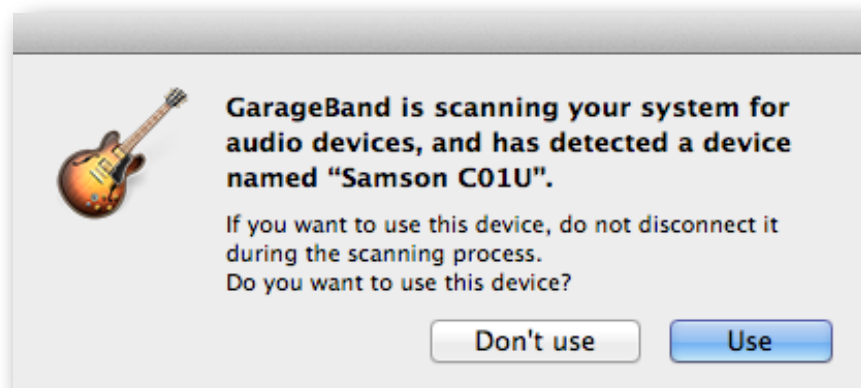 GarageBand is scanning your system for
audio devices, and has detected a device
named “Samson C01U”.
If you want to use this device, do not disconnect it
during the scanning process.
Do you want to use this device?
Don't use
Use